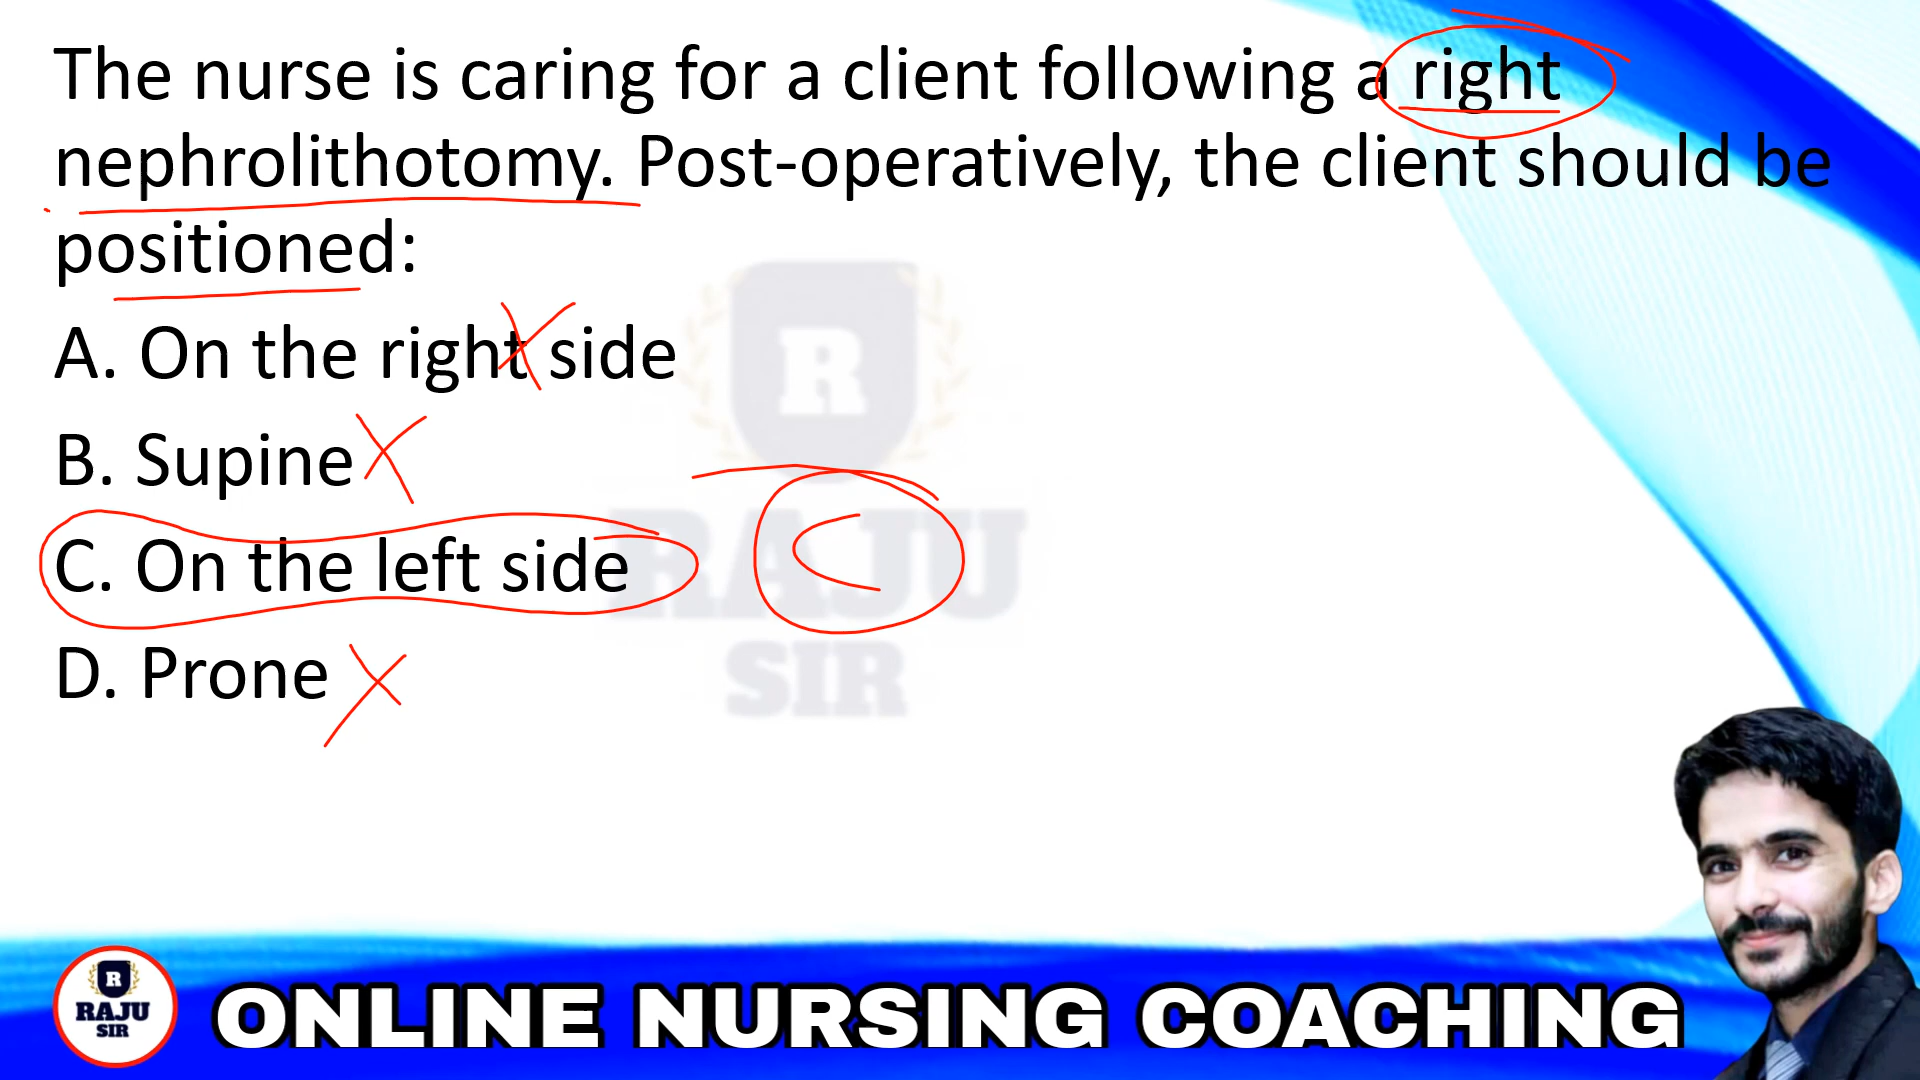 The nurse is caring for a client following a right
nephrolithotomy. Post-operatively, the client should be
positioned:
A. On the right side
B. Supine
C. On the left side
C
D. Prone
R
RAJU
SIR
R
RAJU
SIR
ONLINE NURSING COACHING